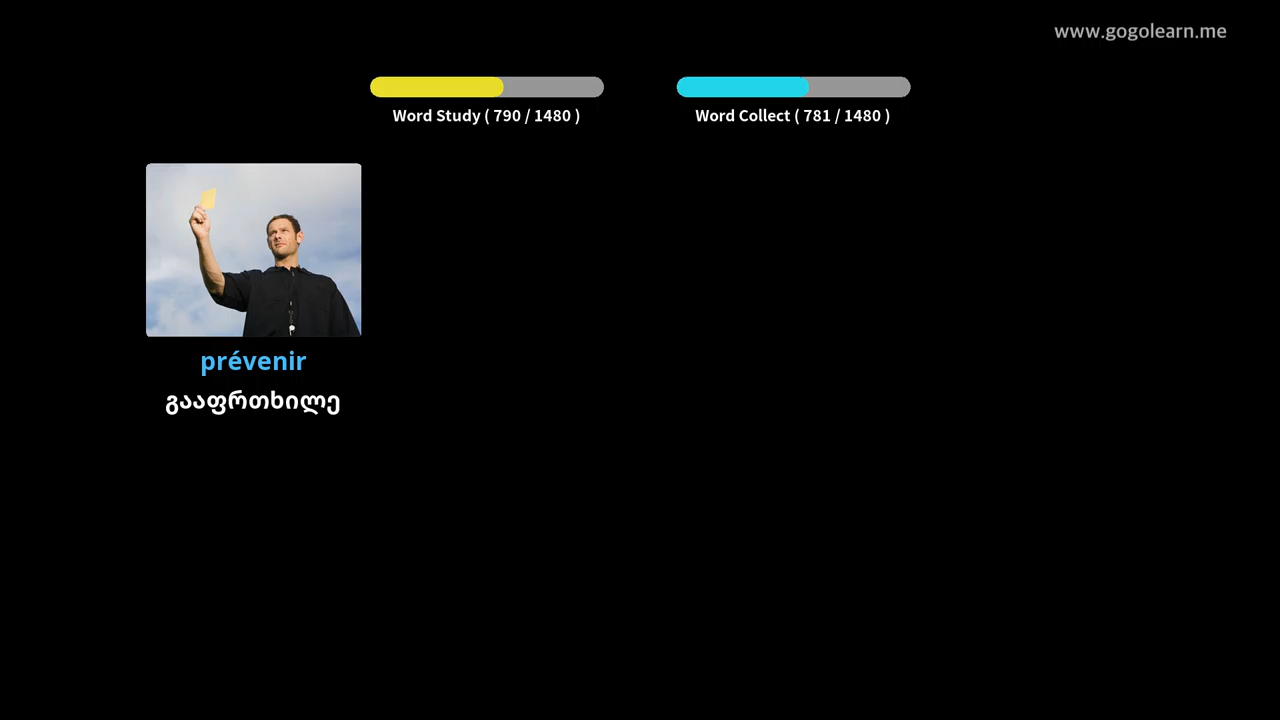 www.gogolearn.me
Word Study ( 790 / 1480 )
Word Collect ( 781 / 1480 )
prévenir
გააფრთხილე